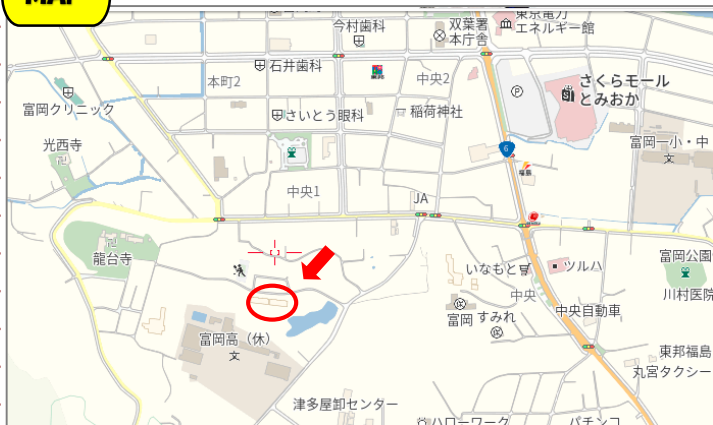 MAP
今村歯科
双葉署
本庁舎
東京電力
エネルギー館
石井歯科
本町2
中央2
さくらモール
とみおか
富岡クリニック
さいとう眼科
稲荷神社
光西寺
富岡一小・中
文
6
福島
中央1
JA
龍台寺
いなもと
ツルハ
富岡公園
川村医院
中央
富岡
すみれ
中央自動車
富岡高（休）
文
東邦福島
丸宮タクシー
津多屋卸センター
ハローワーク
パチンコ